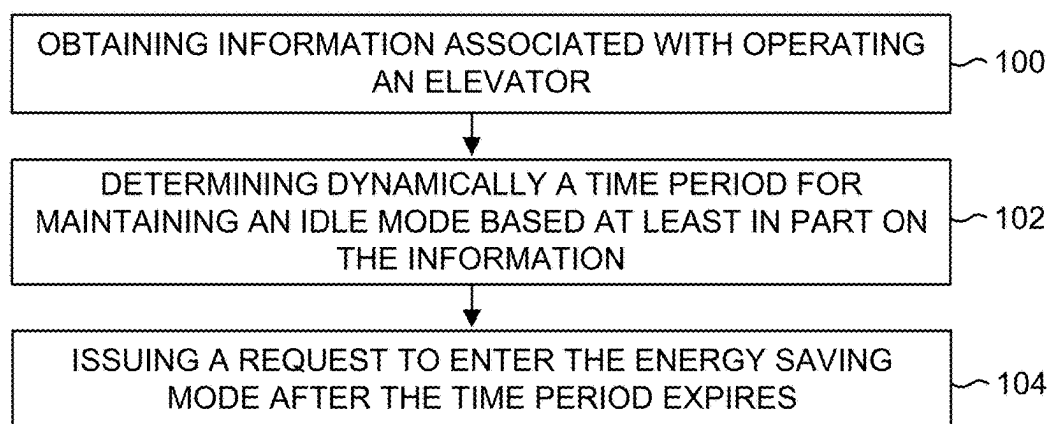 OBTAINING INFORMATION ASSOCIATED WITH OPERATING
AN ELEVATOR
100
DETERMINING DYNAMICALLY A TIME PERIOD FOR
MAINTAINING AN IDLE MODE BASED AT LEAST IN PART ON
THE INFORMATION
102
ISSUING A REQUEST TO ENTER THE ENERGY SAVING
MODE AFTER THE TIME PERIOD EXPIRES
104